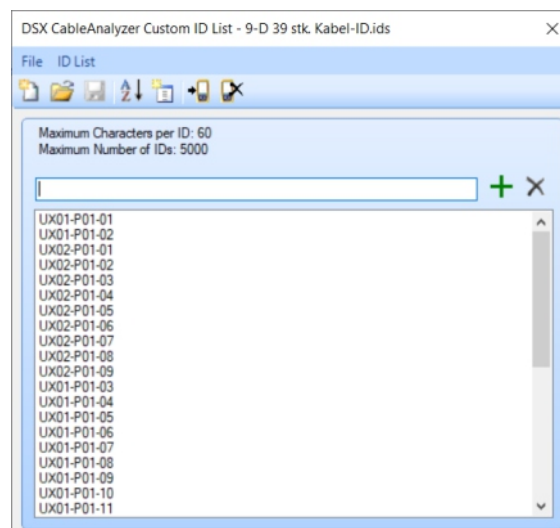 DSX CableAnalyzer Custom ID List - 9-D 39 stk. Kabel-ID.ids
File ID List
Maximum Characters per ID: 60
Maximum Number of IDs: 5000
UX01-P01-01
UX01-P01-02
UX02-P01-01
UX02-P01-02
UX02-P01-03
UX02-P01-04
UX02-P01-05
UX02-P01-06
UX02-P01-07
UX02-P01-08
UX02-P01-09
UX01-P01-03
UX01-P01-04
UX01-P01-05
UX01-P01-06
UX01-P01-07
UX01-P01-08
UX01-P01-09
UX01-P01-10
UX01-P01-11